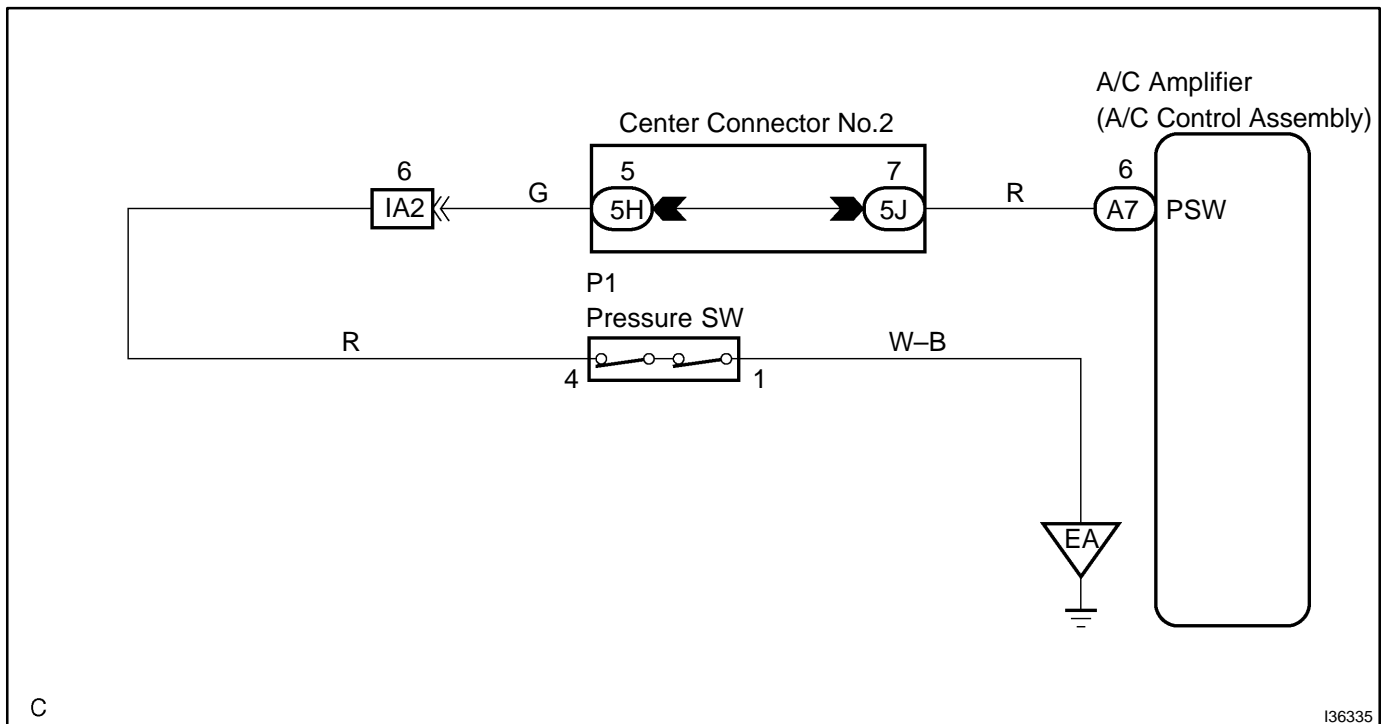 A/C Amplifier
(A/C Control Assembly)
Center Connector No.2
6
IA2
G
5
5H
7
5J
R
6
A7
PSW
P1
Pressure SW
R
4
1
W–B
EA
C
I36335